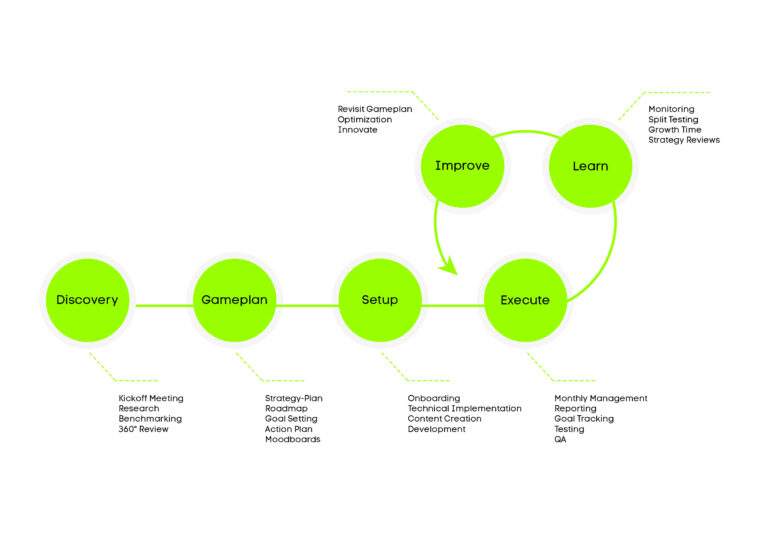 Revisit Gameplan
Optimization
Innovate
Monitoring
Split Testing
Growth Time
Strategy Reviews
Improve
Learn
Discovery
Gameplan
Setup
Execute
Kickoff Meeting
Research
Benchmarking
360° Review
Strategy-Plan
Roadmap
Goal Setting
Action Plan
Moodboards
Onboarding
Technical Implementation
Content Creation
Development
Monthly Management
Reporting
Goal Tracking
Testing
QA